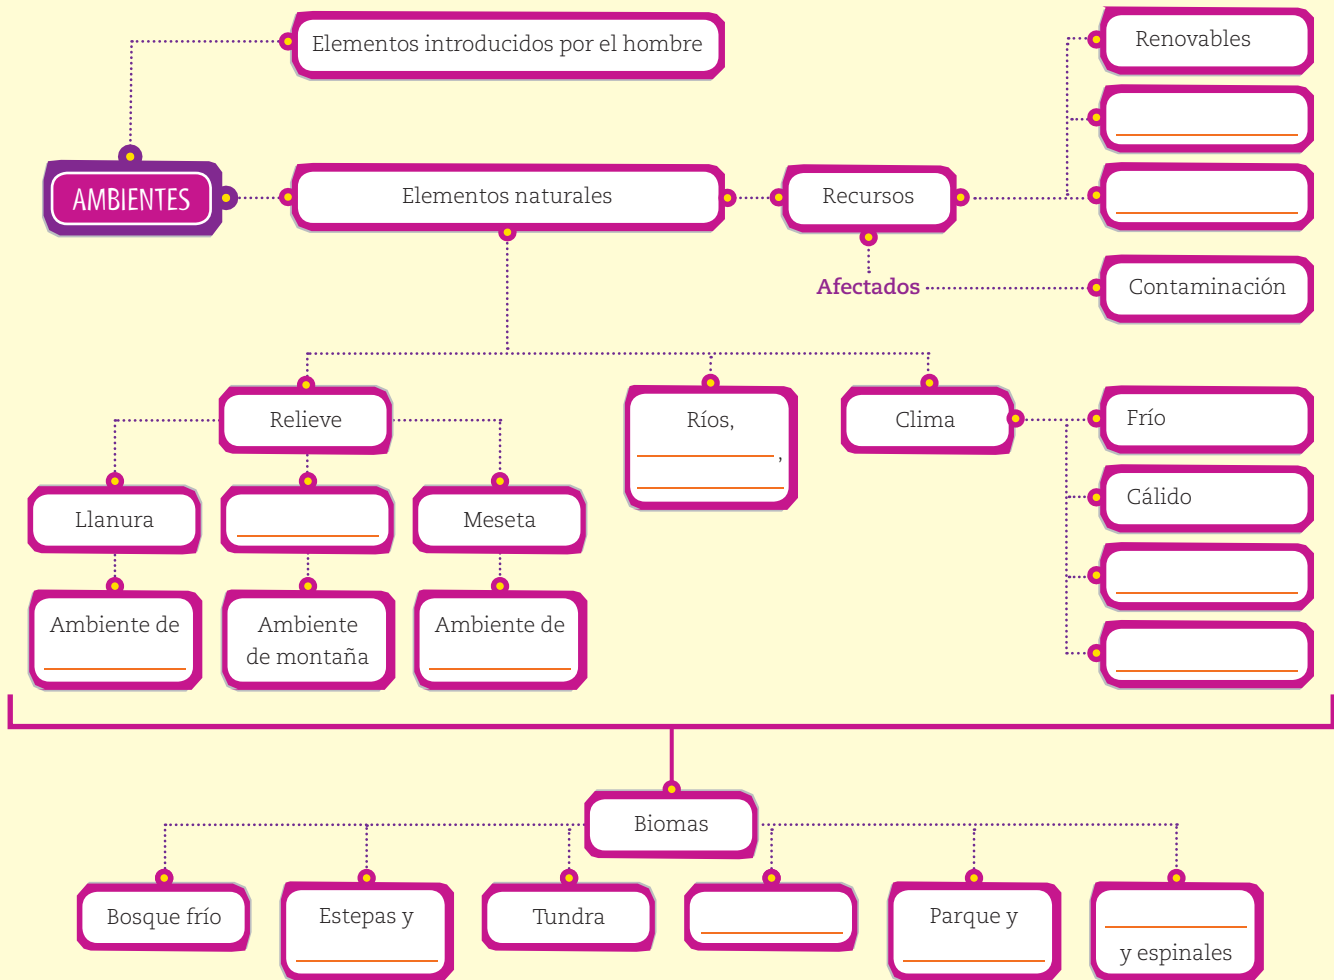 Elementos introducidos por el hombre
Renovables
AMBIENTES
Elementos naturales
Recursos
Afectados
Contaminación
Relieve
Ríos,
,
Clima
Frío
Cálido
Llanura
Meseta
Ambiente de
Ambiente
de montaña
Ambiente de
Biomas
Bosque frío
Estepas y
Tundra
Parque y
y espinales